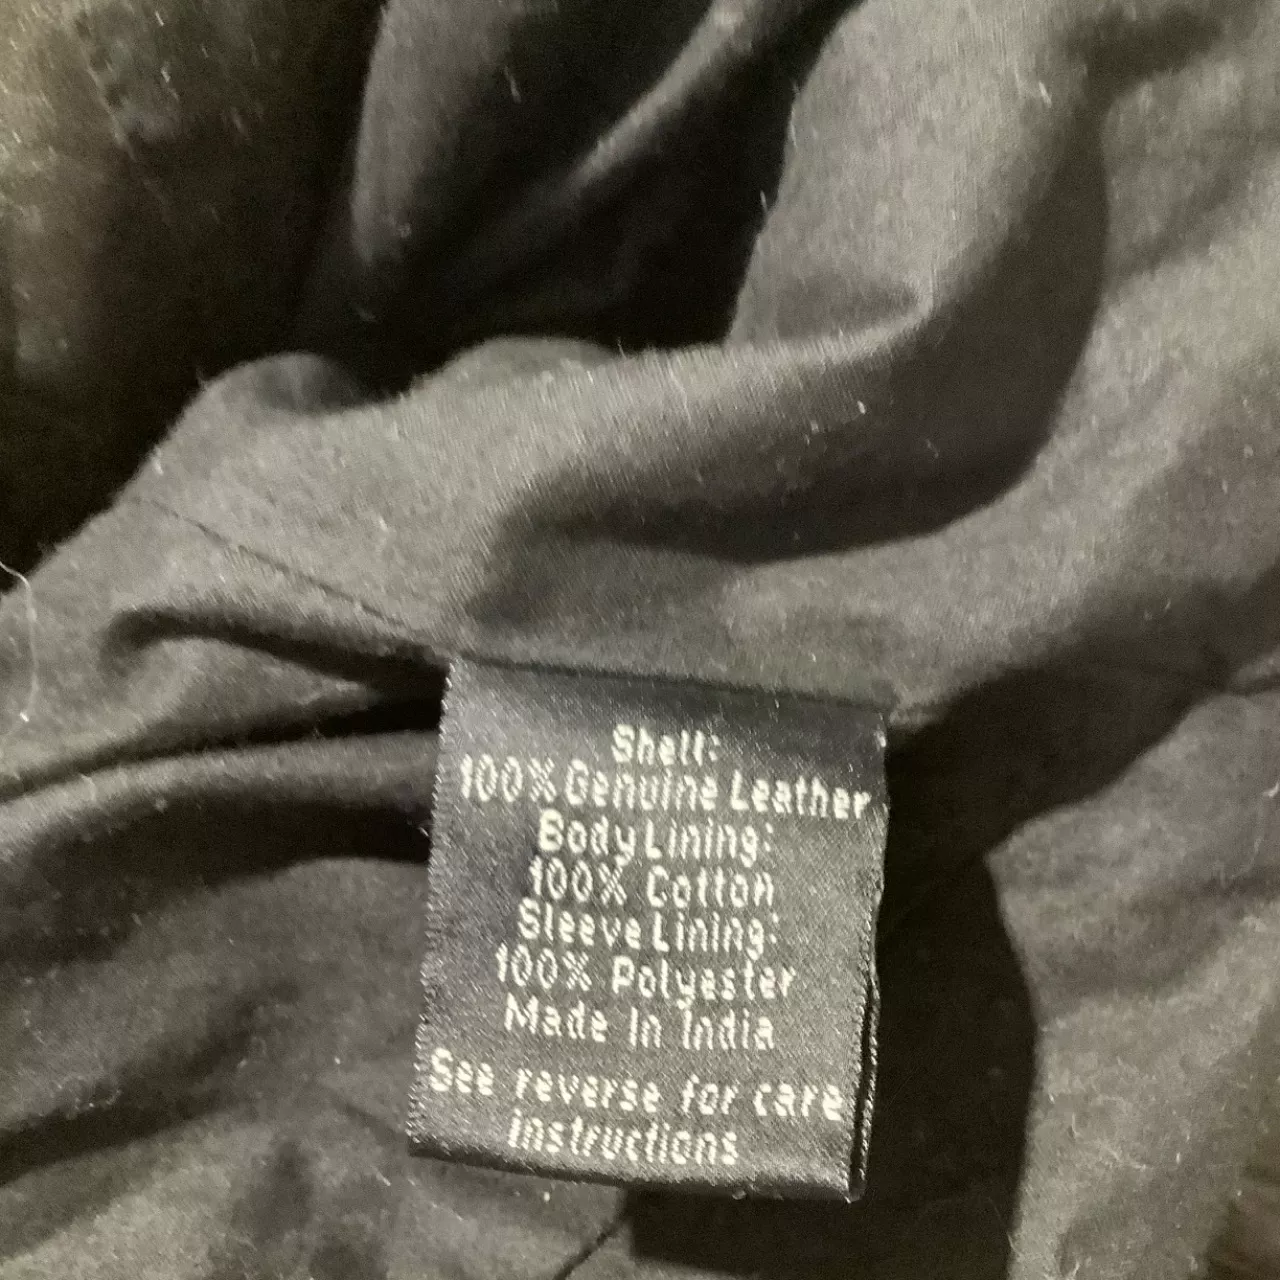 Shell:
100% Genuine Leather
Body Lining:
100% Cotton
Sleeve Lining:
100% Polyester
Made In India
See reverse for care
instructions